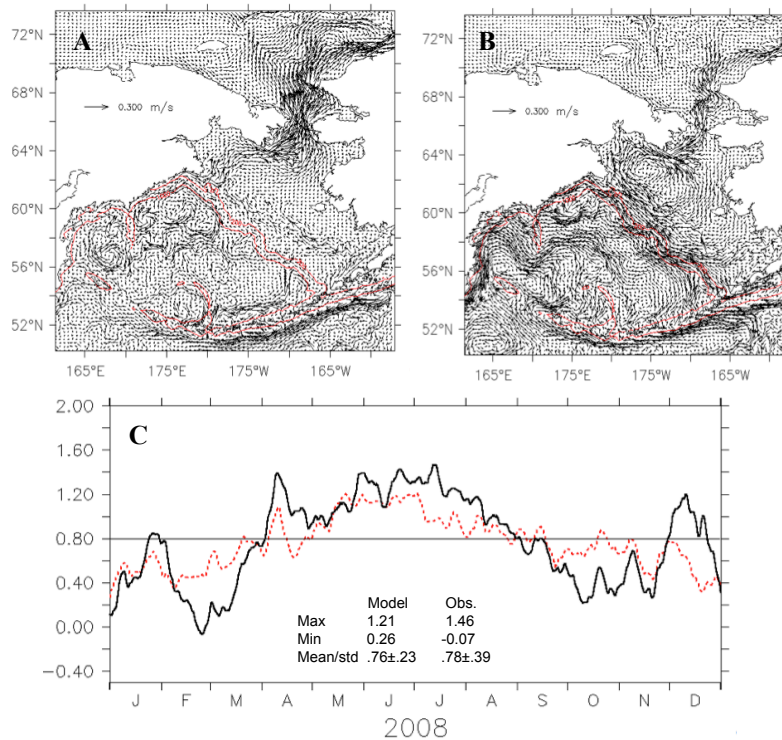 A
B
72°N
68°N
64°N
60°N
56°N
52°N
0.300 m/s
165°E 175°E 175°W 165°W
72°N
68°N
64°N
60°N
56°N
52°N
0.300 m/s
165°E 175°E 175°W 165°W
C
2.00
1.60
1.20
0.80
0.40
0.00
−0.40
Model Obs.
Max 1.21 1.46
Min 0.26 -0.07
Mean/std .76±.23 .78±.39
J F M A M J J A S O N D
2008